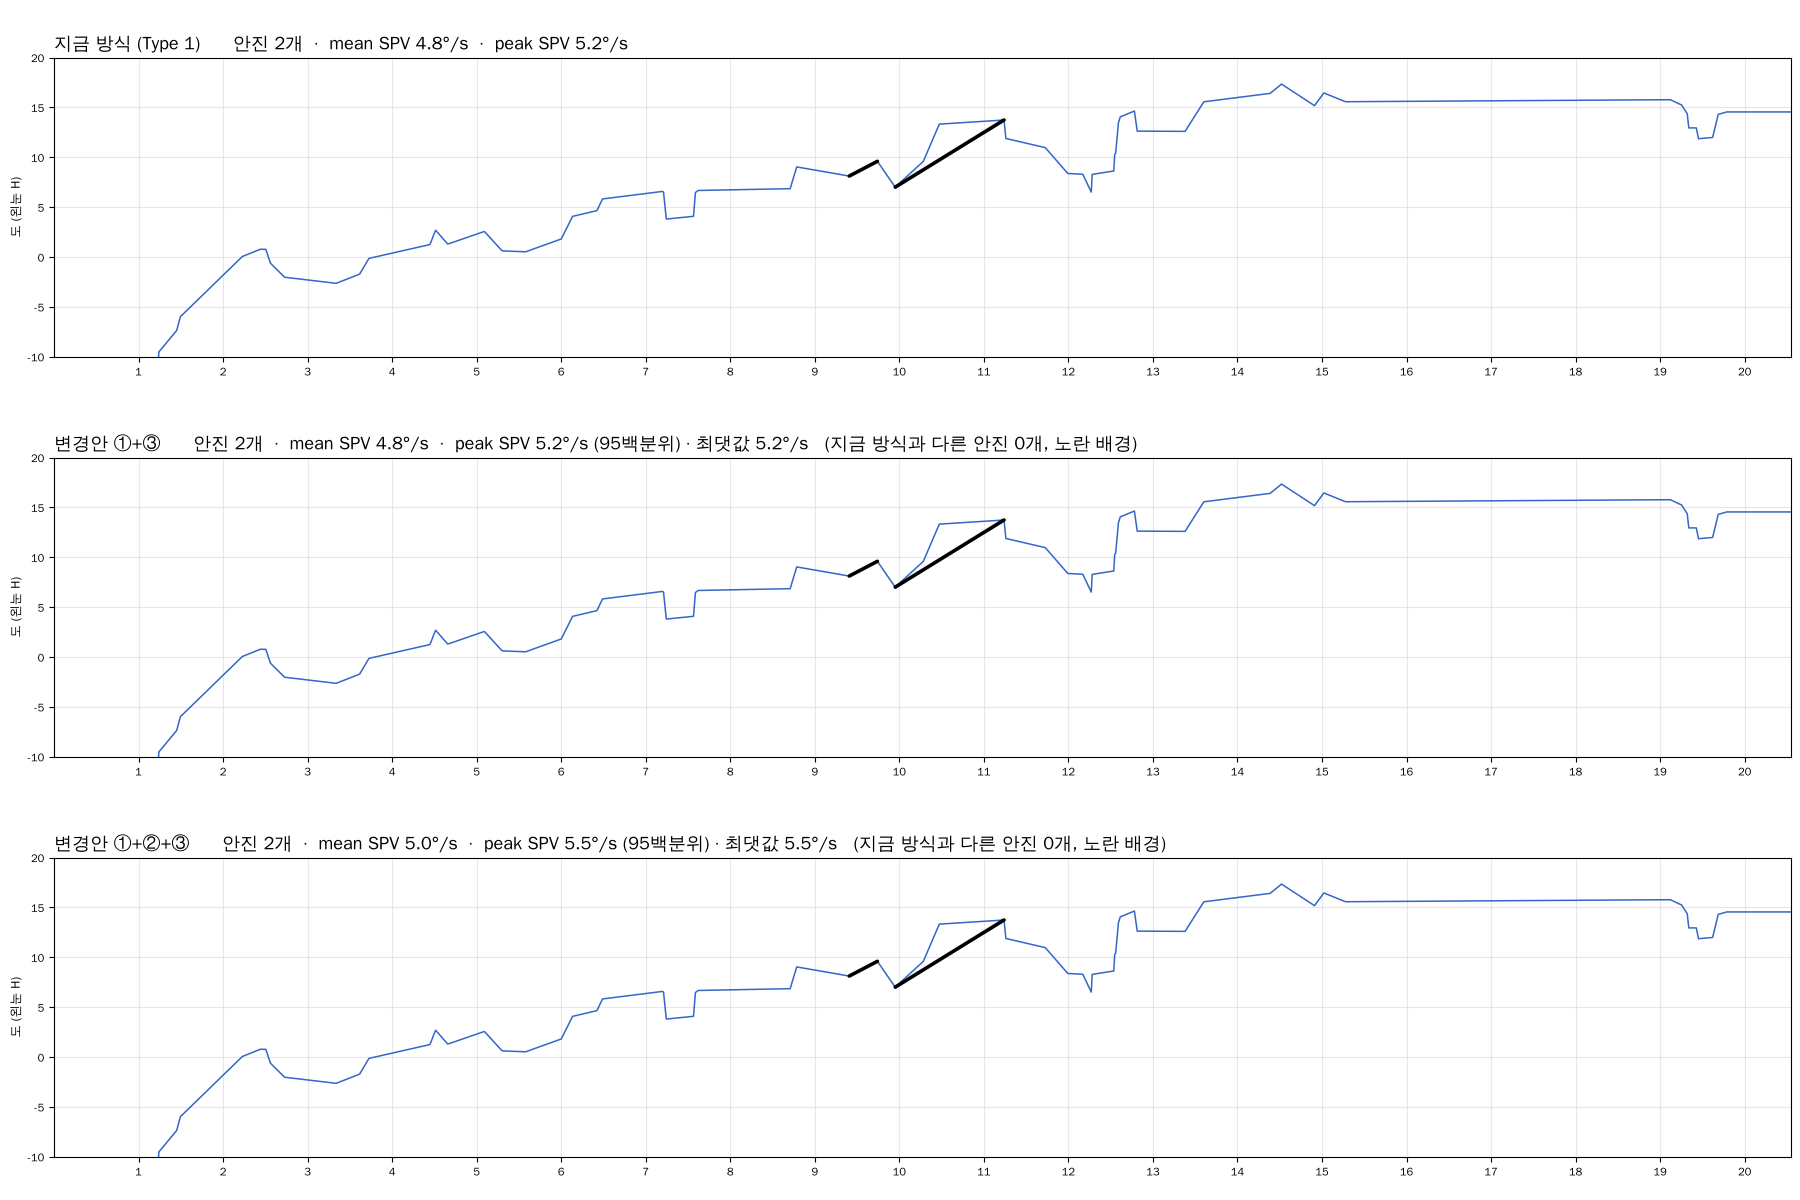 지금 방식 (Type 1)      안진 2개  ·  mean SPV 4.8°/s  ·  peak SPV 5.2°/s
20
15
10
5
0
-5
-10
도 (왼눈 H)
1 2 3 4 5 6 7 8 9 10 11 12 13 14 15 16 17 18 19 20
변경안 ①+③      안진 2개  ·  mean SPV 4.8°/s  ·  peak SPV 5.2°/s (95백분위) · 최댓값 5.2°/s   (지금 방식과 다른 안진 0개, 노란 배경)
20
15
10
5
0
-5
-10
도 (왼눈 H)
1 2 3 4 5 6 7 8 9 10 11 12 13 14 15 16 17 18 19 20
변경안 ①+②+③      안진 2개  ·  mean SPV 5.0°/s  ·  peak SPV 5.5°/s (95백분위) · 최댓값 5.5°/s   (지금 방식과 다른 안진 0개, 노란 배경)
20
15
10
5
0
-5
-10
도 (왼눈 H)
1 2 3 4 5 6 7 8 9 10 11 12 13 14 15 16 17 18 19 20